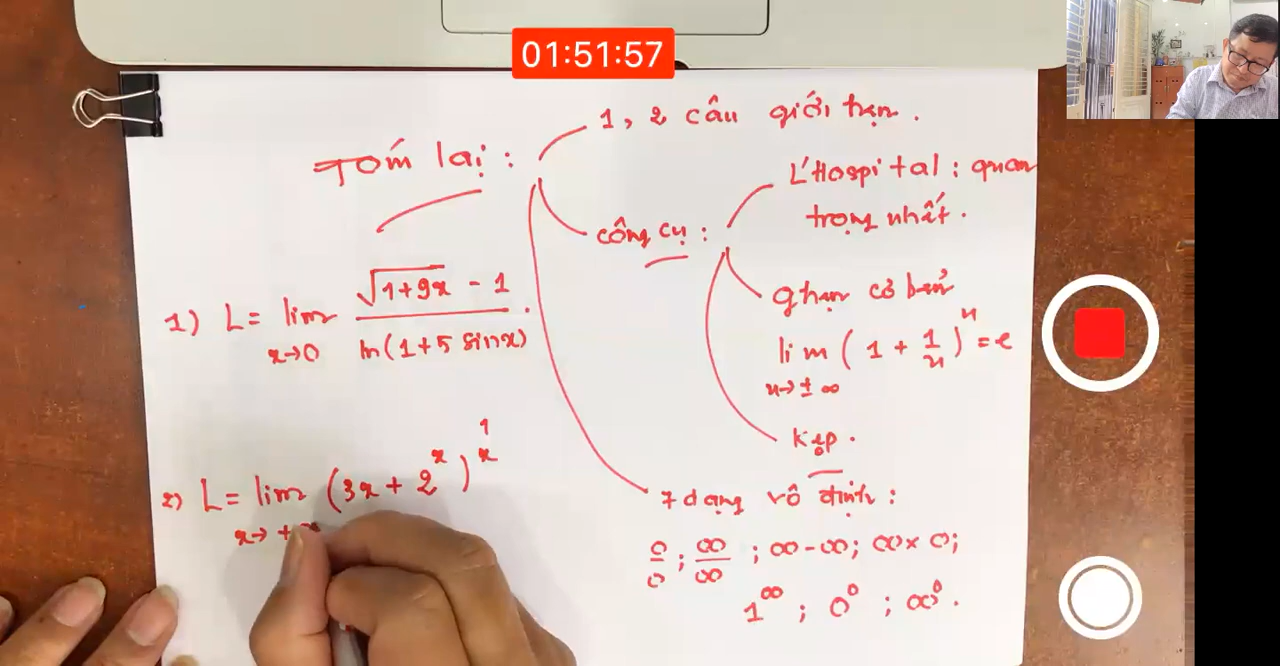 01:51:57
Tóm lại :
1, 2 câu giới hạn.
công cụ :
L'Hospital : quan
trọng nhất.
ghạn cơ bản
lim (1 + 1/x)^x = e
x→±∞
kẹp.
1) L = lim (√(1+9x) - 1) / (ln(1+5 sinx)).
x→0
2) L = lim (3x + 2^x)^(1/x)
x→ +∞
7 dạng vô định :
0/0 ; ∞/∞ ; ∞-∞; ∞×0;
1^∞ ; 0^0 ; ∞^0.